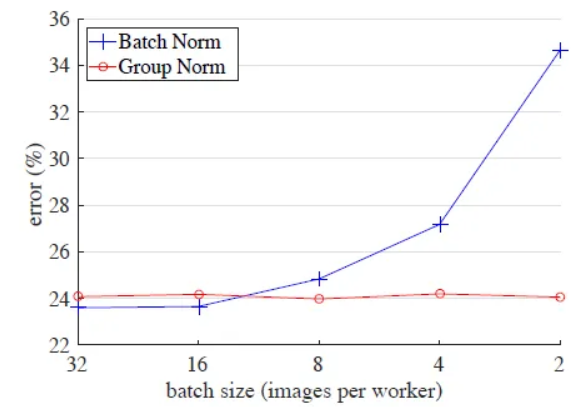 36
34
32
30
28
26
24
22
error (%)
Batch Norm
Group Norm
32 16 8 4 2
batch size (images per worker)